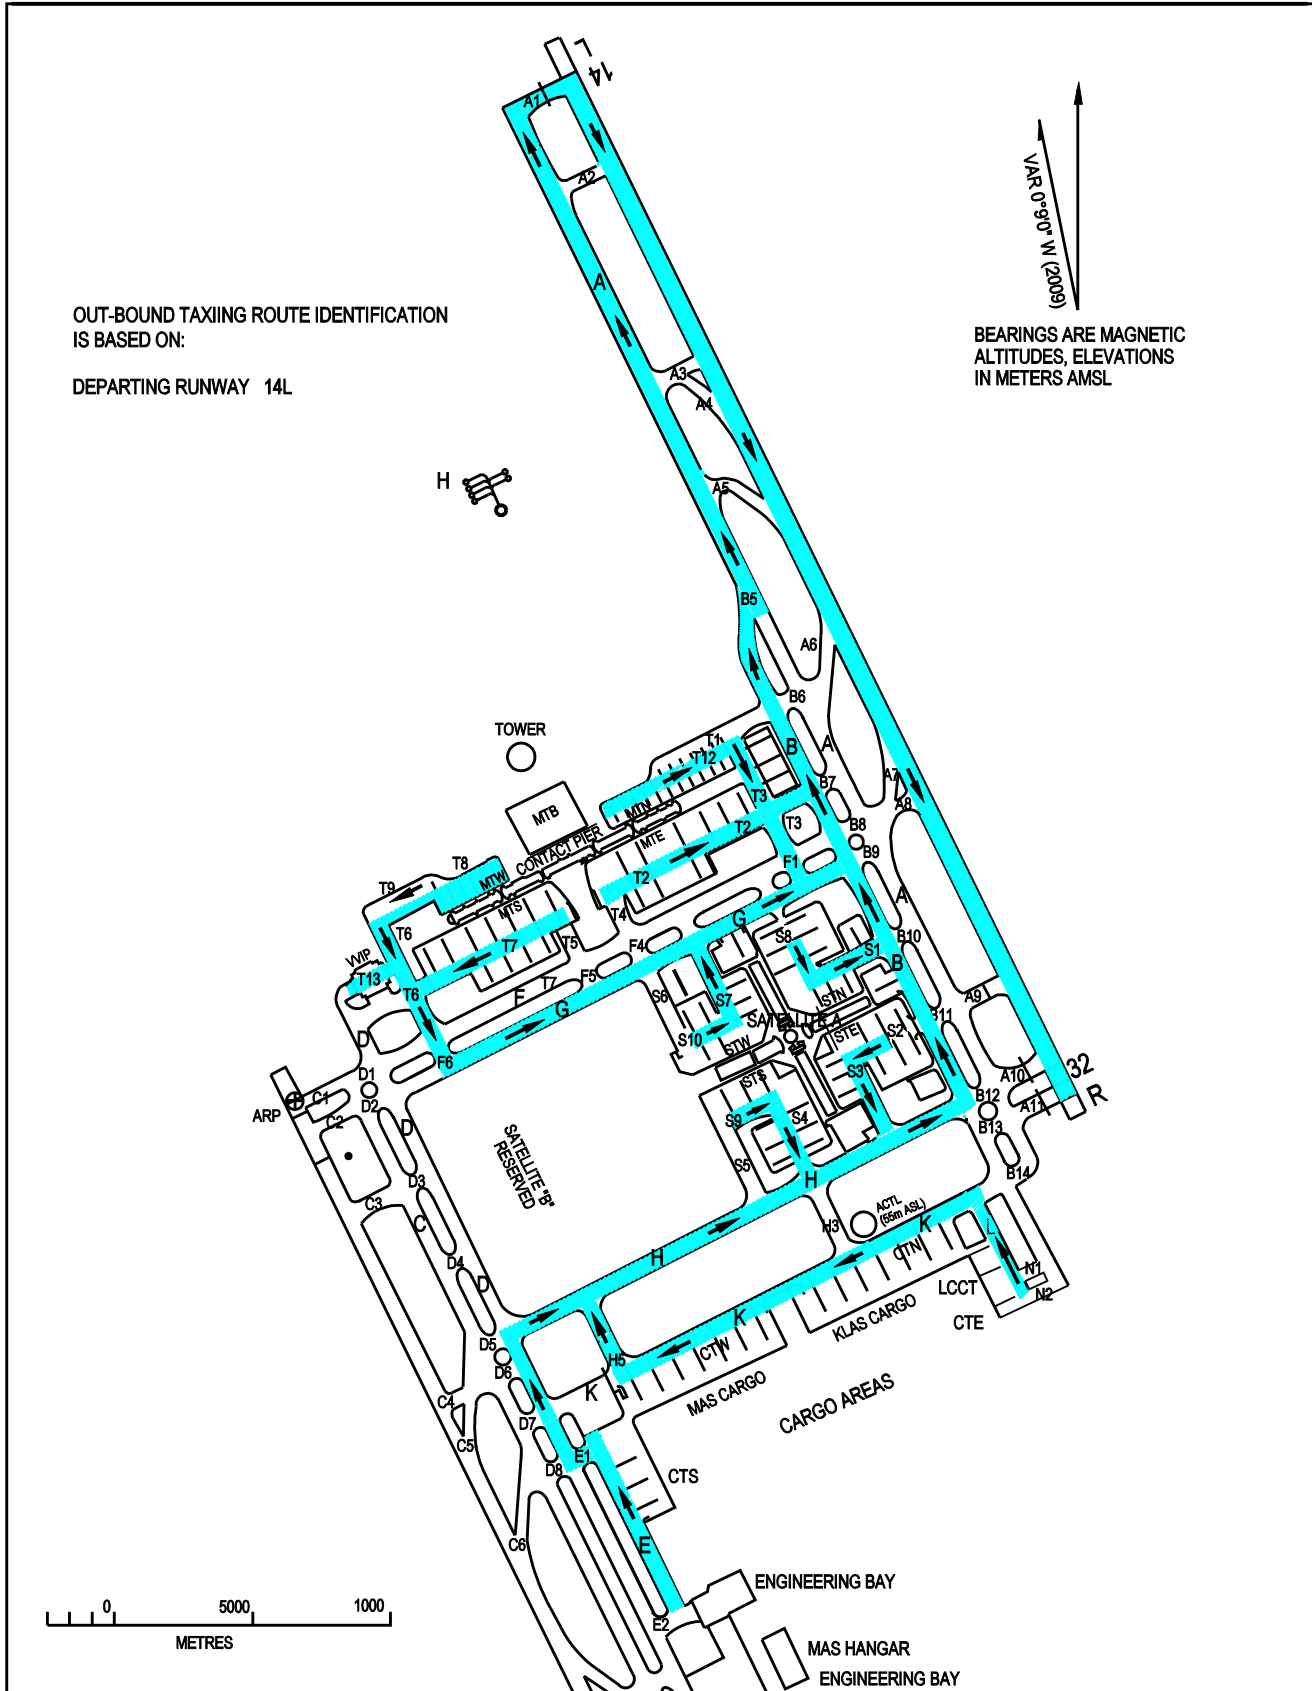 L
14
A1
A2
VAR 0°9'0" W (2009)
A
OUT-BOUND TAXIING ROUTE IDENTIFICATION
IS BASED ON:
DEPARTING RUNWAY 14L
BEARINGS ARE MAGNETIC
ALTITUDES, ELEVATIONS
IN METERS AMSL
A3
A4
H
A5
B5
A6
B6
TOWER
T1
T12
B
A
A7
A8
B7
MTB
MTN
T3
T3
B8
CONTACT PIER
MTE
T2
B9
T8
T9
MTW
F1
T2
MTS
T4
A
G
T6
T7
T5
F4
S8
S1
B10
VVIP
T13
F5
B
T6
F
T7
S6
S7
STN
A9
G
SATELLITE A
B11
D
S10
STW
STE
S2
F6
S3
A10
32
R
D1
STS
A11
ARP
C1
D2
B12
C2
S9
S4
B13
D
SATELLITE "B"
RESERVED
S5
B14
D3
H
C3
C
ACTL
(55m ASL)
H3
K
L
D4
H
CTN
N1
D
LCCT
N2
K
KLAS CARGO
CTE
D5
CTW
H5
D6
K
MAS CARGO
CARGO AREAS
C4
D7
C5
E1
D8
CTS
C6
E
ENGINEERING BAY
0
5000
1000
METRES
E2
MAS HANGAR
ENGINEERING BAY